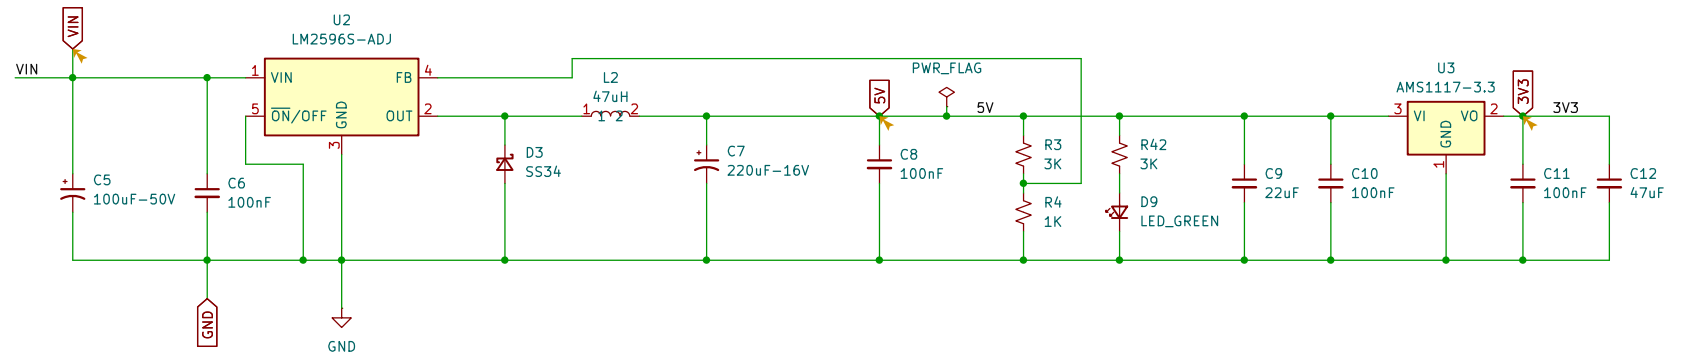 VIN
VIN
U2
LM2596S-ADJ
1
VIN
FB
4
5
ON/OFF
GND
OUT
2
3
C5
100uF-50V
C6
100nF
GND
GND
D3
SS34
L2
47uH
1
1 2
2
C7
220uF-16V
5V
C8
100nF
PWR_FLAG
5V
R3
3K
R4
1K
R42
3K
D9
LED_GREEN
C9
22uF
C10
100nF
U3
AMS1117-3.3
3
VI
VO
2
GND
1
3V3
3V3
C11
100nF
C12
47uF